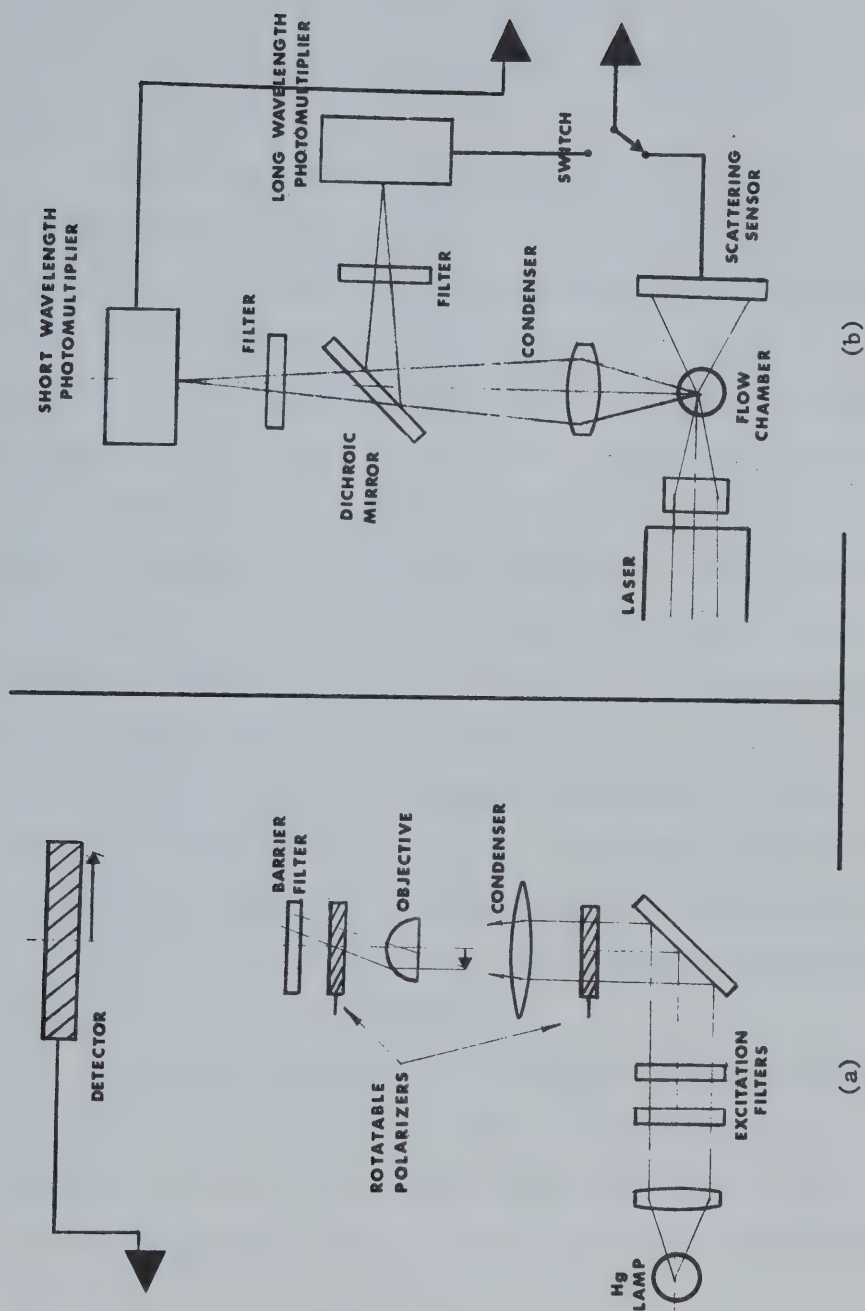 DETECTOR
BARRIER
FILTER
OBJECTIVE
ROTATABLE
POLARIZERS
CONDENSER
EXCITATION
FILTERS
Hg
LAMP
(a)
SHORT WAVELENGTH
PHOTOMULTIPLIER
LONG WAVELENGTH
PHOTOMULTIPLIER
FILTER
FILTER
DICHROIC
MIRROR
SWITCH
CONDENSER
LASER
FLOW
CHAMBER
SCATTERING
SENSOR
(b)